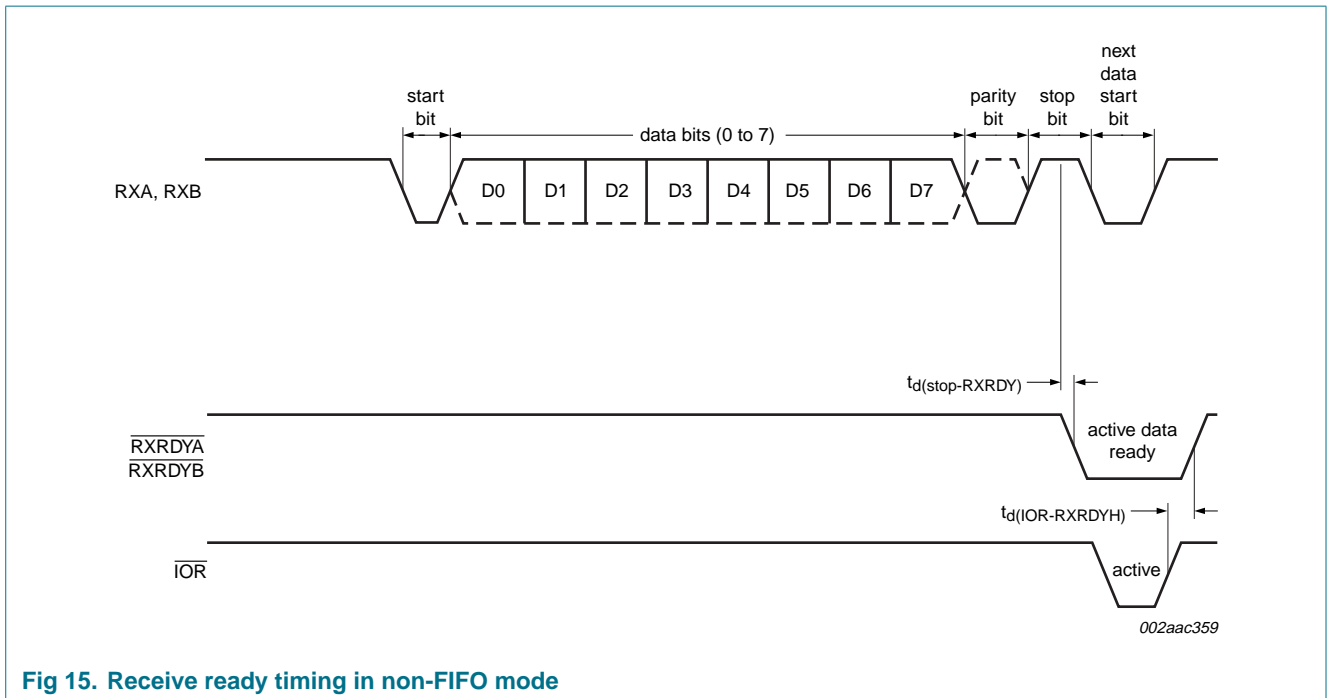 next
data
start
bit
start
bit
parity
bit
stop
bit
data bits (0 to 7)
RXA, RXB
D0 D1 D2 D3 D4 D5 D6 D7
td(stop-RXRDY)
RXRDYA
RXRDYB
active data
ready
td(IOR-RXRDYH)
IOR
active
002aac359
Fig 15. Receive ready timing in non-FIFO mode